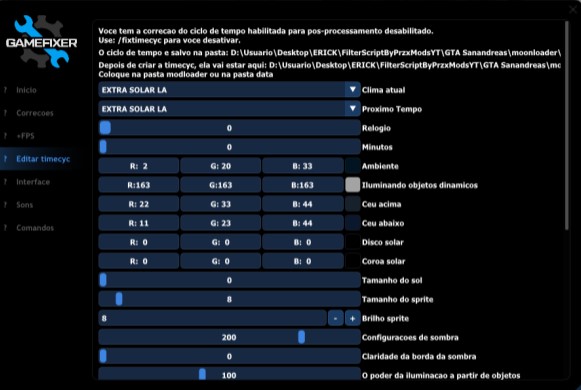 GAMEFIXER
Voce tem a correcao do ciclo de tempo habilitada para pos-processamento desabilitado.
Use: /fixtimecyc para voce desativar.
O ciclo de tempo e salvo na pasta: D:\Usuario\Desktop\ERICK\FilterScriptByPrzxModsYT\GTA Sanandreas\moonloader\
Depois de criar a timecyc, ela vai estar aqui: D:\Usuario\Desktop\ERICK\FilterScriptByPrzxModsYT\GTA Sanandreas\mc
Coloque na pasta modloader ou na pasta data
? Inicio
? Correcoes
? +FPS
? Editar timecyc
? Interface
? Sons
? Comandos
EXTRA SOLAR LA Clima atual
EXTRA SOLAR LA Proximo Tempo
0 Relogio
0 Minutos
R: 2 G: 20 B: 33 Ambiente
R:163 G:163 B:163 Iluminando objetos dinamicos
R: 22 G: 33 B: 44 Ceu acima
R: 11 G: 23 B: 44 Ceu abaixo
R: 0 G: 0 B: 0 Disco solar
R: 0 G: 0 B: 0 Coroa solar
0 Tamanho do sol
8 Tamanho do sprite
8 - + Brilho sprite
200 Configuracoes de sombra
0 Claridade da borda da sombra
100 O poder da iluminacao a partir de objetos